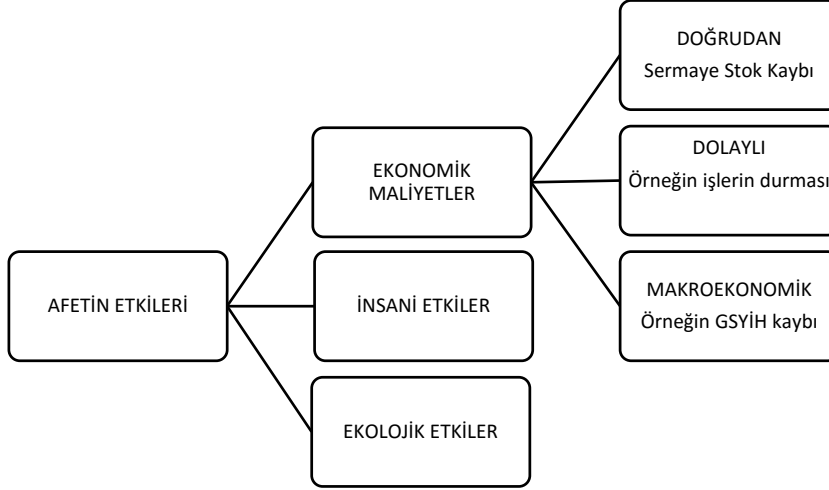 AFETİN ETKİLERİ
EKONOMİK
MALİYETLER
İNSANİ ETKİLER
EKOLOJİK ETKİLER
DOĞRUDAN
Sermaye Stok Kaybı
DOLAYLI
Örneğin işlerin durması
MAKROEKONOMİK
Örneğin GSYİH kaybı